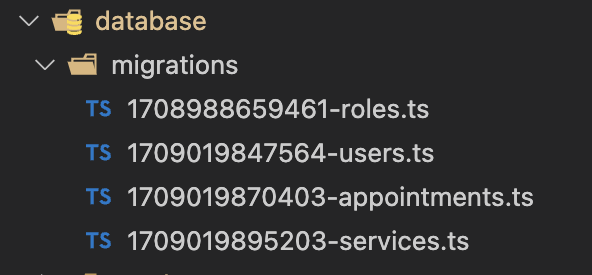 database
migrations
TS 1708988659461-roles.ts
TS 1709019847564-users.ts
TS 1709019870403-appointments.ts
TS 1709019895203-services.ts